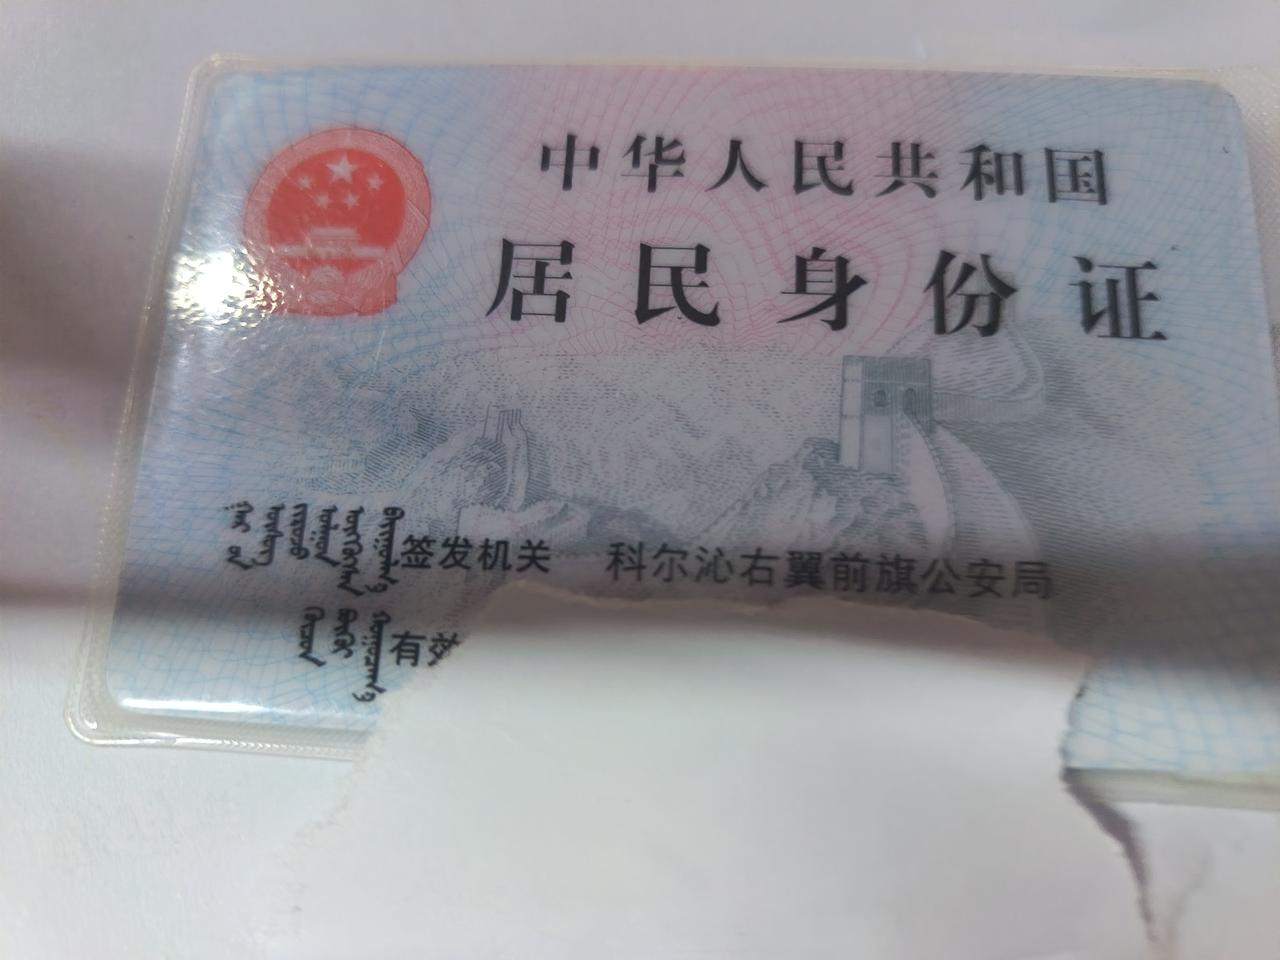 中华人民共和国
居民身份证
签发机关 科尔沁右翼前旗公安局
有效